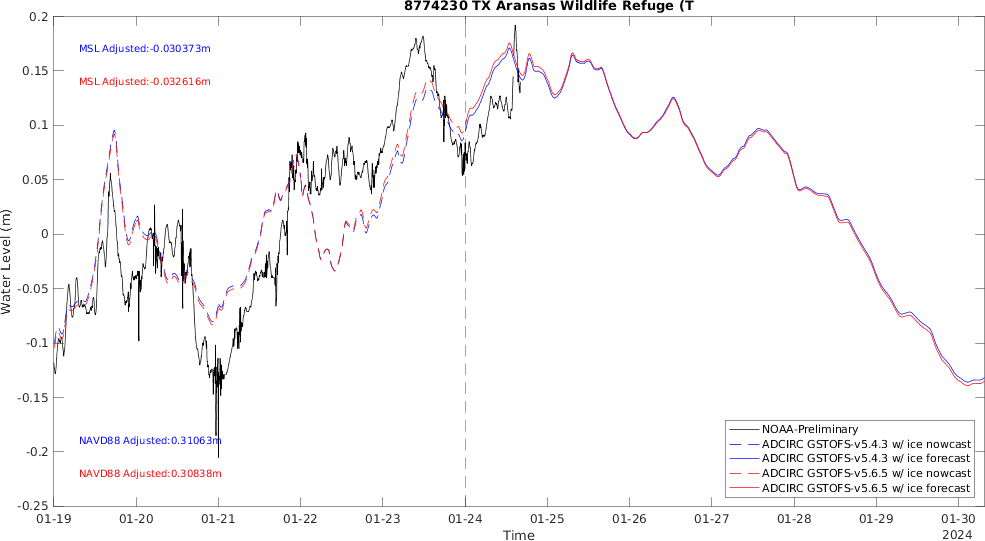 8774230 TX Aransas Wildlife Refuge (T
0.2
0.15
0.1
0.05
0
-0.05
-0.1
-0.15
-0.2
-0.25
Water Level (m)
MSL Adjusted:-0.030373m
MSL Adjusted:-0.032616m
NAVD88 Adjusted:0.31063m
NAVD88 Adjusted:0.30838m
NOAA-Preliminary
ADCIRC GSTOFS-v5.4.3 w/ ice nowcast
ADCIRC GSTOFS-v5.4.3 w/ ice forecast
ADCIRC GSTOFS-v5.6.5 w/ ice nowcast
ADCIRC GSTOFS-v5.6.5 w/ ice forecast
01-19 01-20 01-21 01-22 01-23 01-24 01-25 01-26 01-27 01-28 01-29 01-30
2024
Time